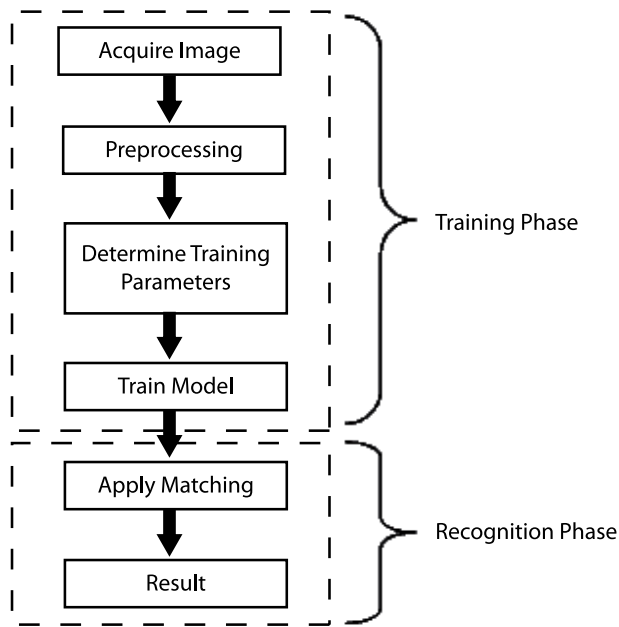 Acquire Image
Preprocessing
Determine Training
Parameters
Training Phase
Train Model
Apply Matching
Recognition Phase
Result